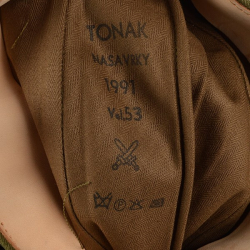 TONAK
NASAVRKY
1991
Vel.53